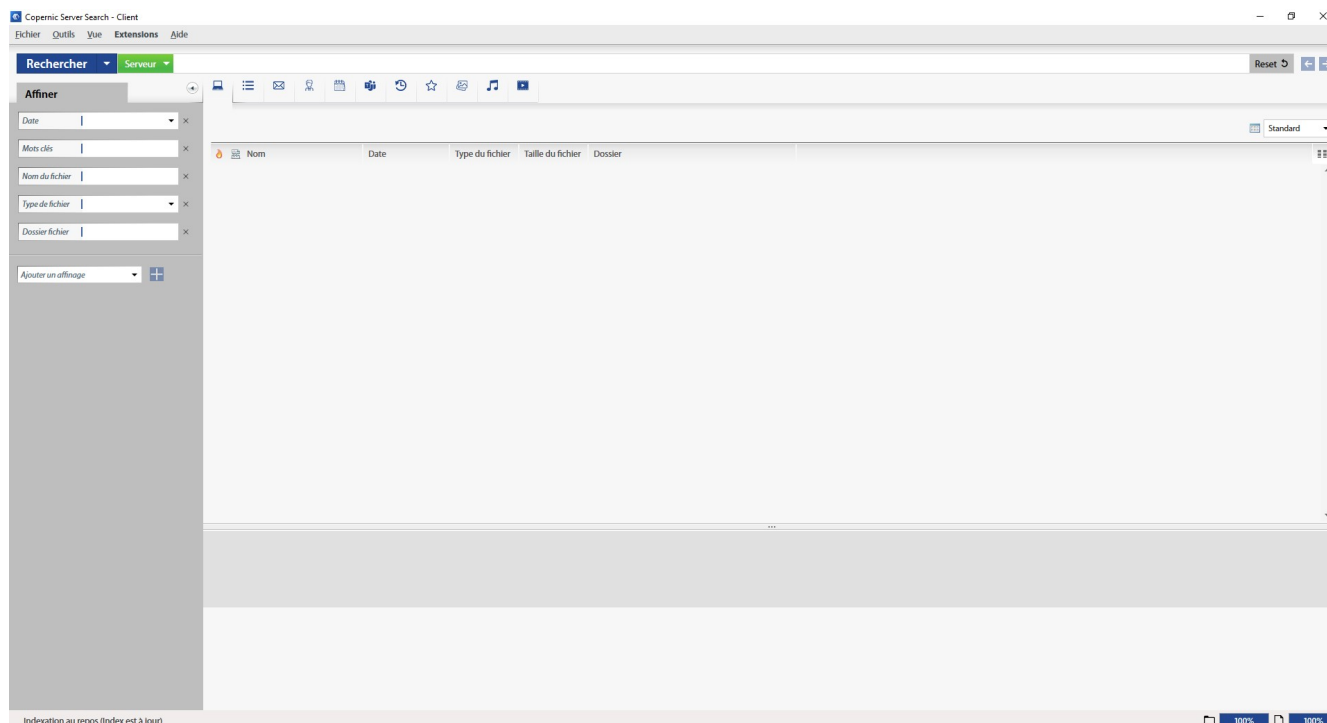 Copernic Server Search - Client
Fichier Outils Vue Extensions Aide
Rechercher Serveur Reset
Affiner
Date
Standard
Mots clés
Nom Date Type du fichier Taille du fichier Dossier
Nom du fichier
Type de fichier
Dossier fichier
Ajouter un affinage
Indexation au repos (Index est à jour) 100% 100%